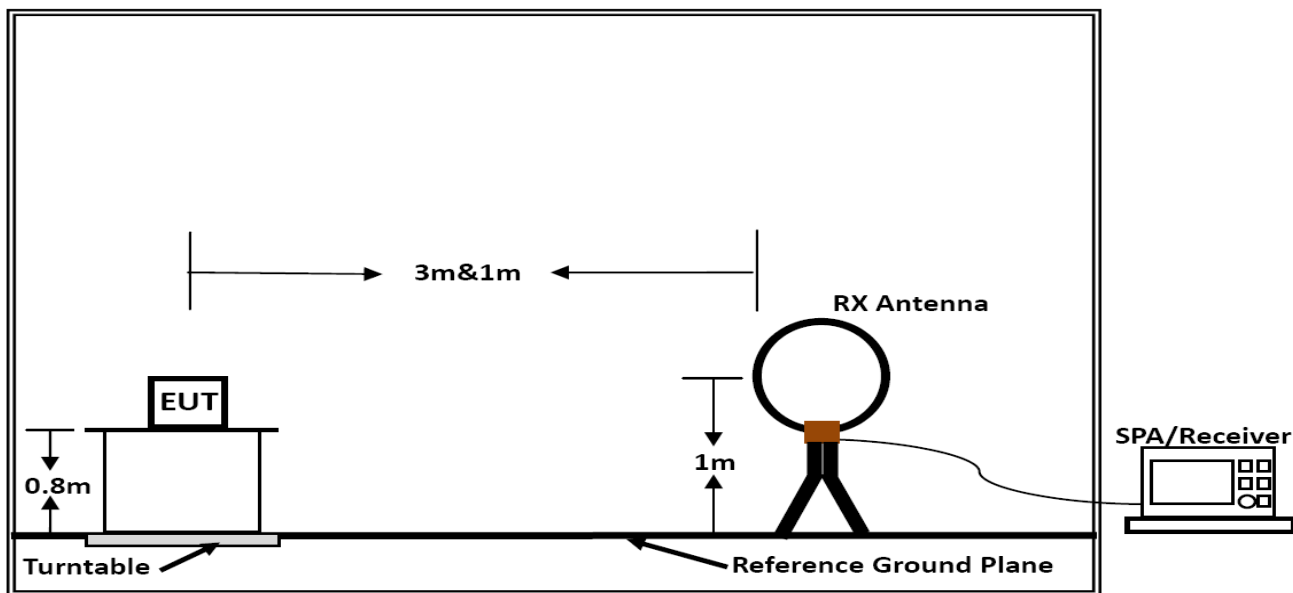 3m&1m
RX Antenna
EUT
SPA/Receiver
1m
0.8m
Turntable
Reference Ground Plane